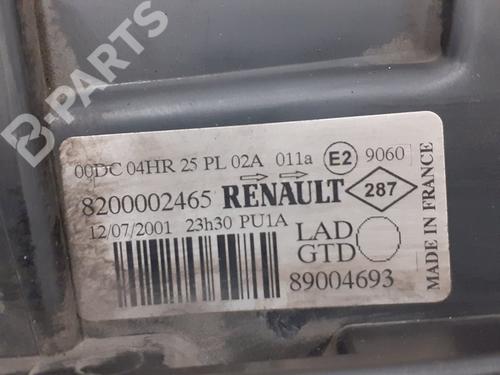 B-PARTS
00DC 04HR 25 PL 02A 011a E2 9060
8200002465 RENAULT 287
12/07/2001 23h30 PU1A
LAD
GTD
89004693
MADE IN FRANCE